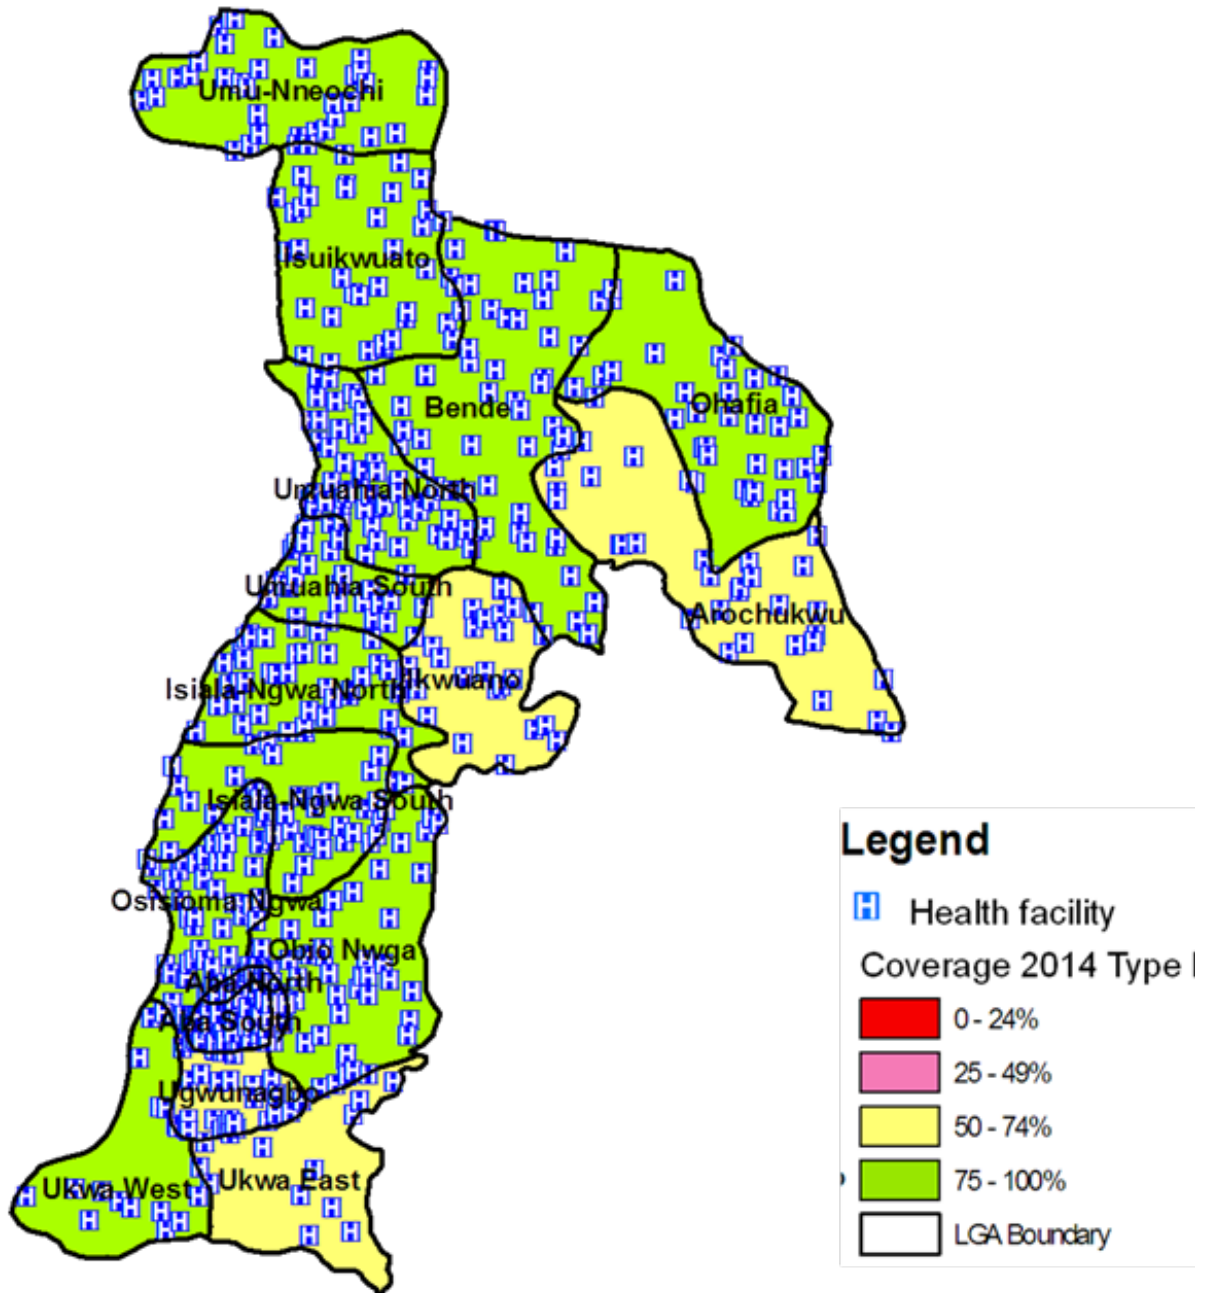 Umu-Nneochi
Isuikwuato
Bende
Ohafia
Umuahia North
Umuahia South
Arochukwu
Ikwuano
Isiala-Ngwa North
Isiala-Ngwa South
Osisioma Ngwa
Obio Nwga
Aba North
Aba South
Ugwunagbo
Ukwa West
Ukwa East
Legend
H Health facility
Coverage 2014 Type
0 - 24%
25 - 49%
50 - 74%
75 - 100%
LGA Boundary